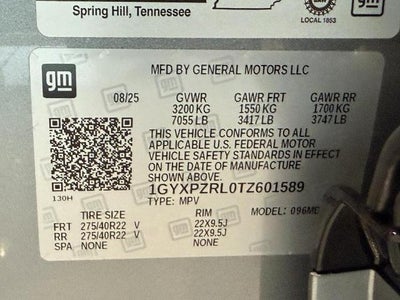 Spring Hill, Tennessee
LOCAL 1853
gm
gm
MFD BY GENERAL MOTORS LLC
08/25 GVWR GAWR FRT GAWR RR
3200 KG 1550 KG 1700 KG
7055 LB 3417 LB 3747 LB
THIS VEHICLE CONFORMS TO ALL
APPLICABLE U.S. FEDERAL MOTOR
VEHICLE SAFETY STANDARDS IN EFFECT
ON THE DATE OF MANUFACTURE
SHOWN ABOVE.
1GYXPZRL0TZ601589
130H
TYPE: MPV
TIRE SIZE RIM MODEL: 096ME
FRT 275/40R22 V 22X9.5J
RR 275/40R22 V 22X9.5J
SPA NONE NONE